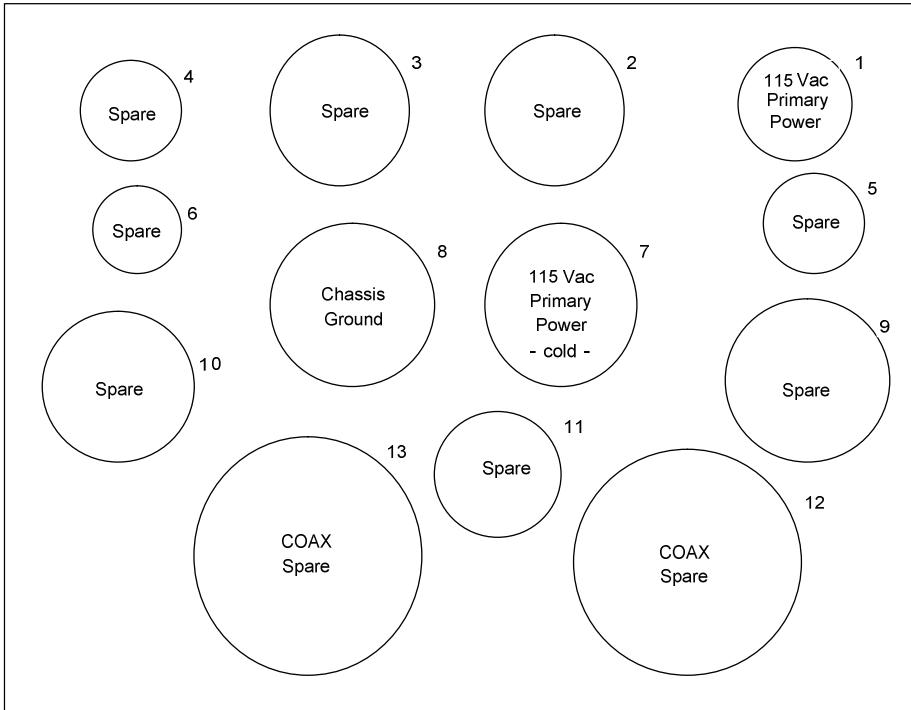 4
Spare
3
Spare
2
Spare
1
115 Vac
Primary
Power
6
Spare
5
Spare
8
Chassis
Ground
7
115 Vac
Primary
Power
- cold -
10
Spare
9
Spare
13
COAX
Spare
11
Spare
12
COAX
Spare